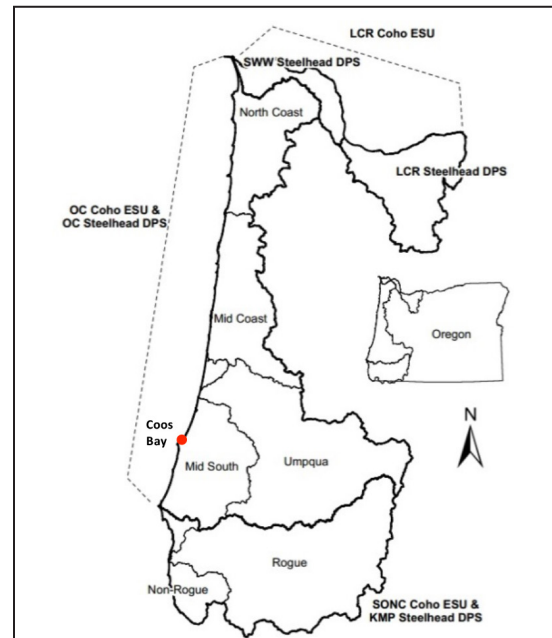 LCR Coho ESU
SWW Steelhead DPS
North Coast
LCR Steelhead DPS
OC Coho ESU &
OC Steelhead DPS
Mid Coast
Oregon
Coos
Bay
N
Mid South
Umpqua
Rogue
Non-Rogue
SONC Coho ESU &
KMP Steelhead DPS